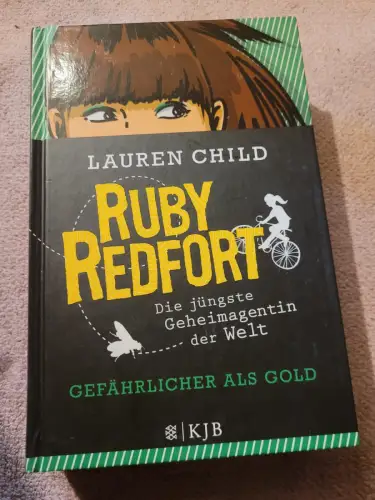 LAUREN CHILD
RUBY
REDFORT
Die jüngste
Geheimagentin
der Welt
GEFÄHRLICHER ALS GOLD
KJB